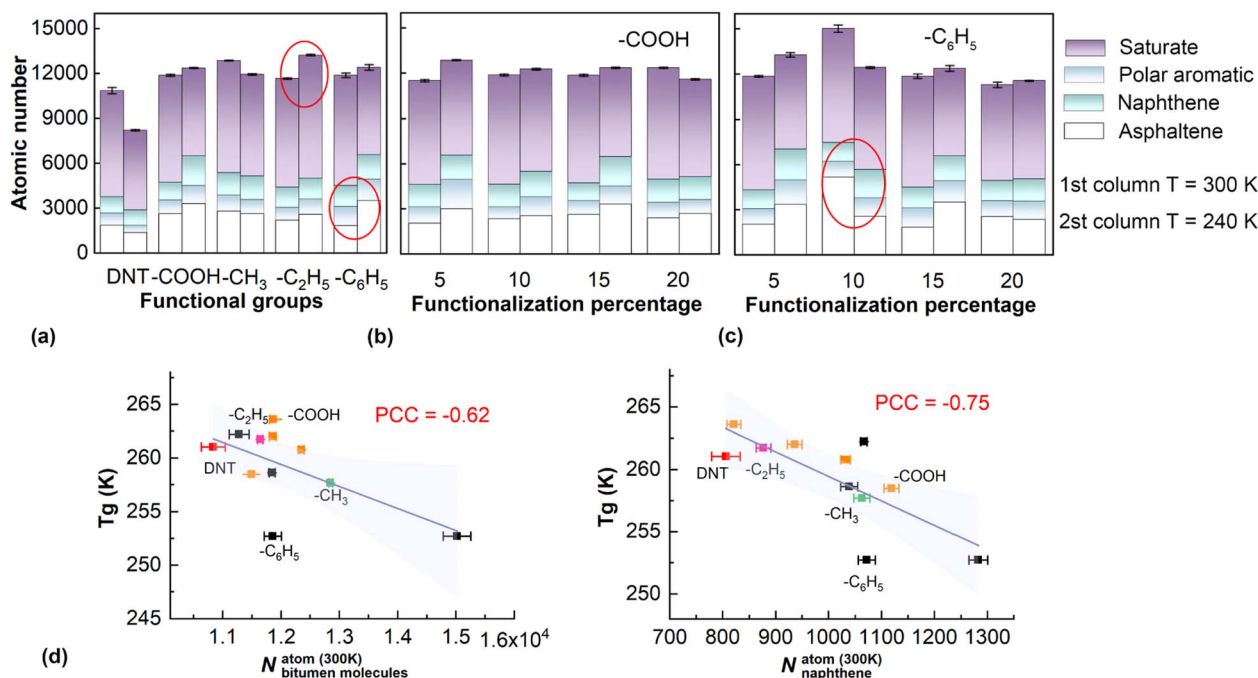 15000
12000
9000
6000
3000
0
Atomic number
DNT -COOH -CH3 -C2H5 -C6H5
Functional groups
(a)
-COOH
5 10 15 20
Functionalization percentage
(b)
-C6H5
5 10 15 20
Functionalization percentage
(c)
Saturate
Polar aromatic
Naphthene
Asphaltene
1st column T = 300 K
2st column T = 240 K
265
260
255
250
245
Tg (K)
-C2H5
-COOH
PCC = -0.62
DNT
-CH3
-C6H5
1.1 1.2 1.3 1.4 1.5 1.6x10⁴
N atom (300K) bitumen molecules
(d)
265
260
255
250
Tg (K)
PCC = -0.75
DNT
-C2H5
-COOH
-CH3
-C6H5
700 800 900 1000 1100 1200 1300
N atom (300K) naphthene